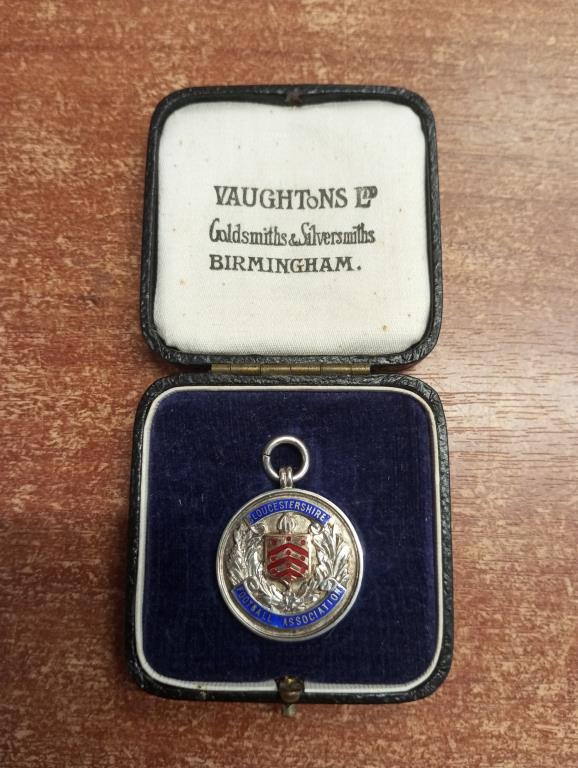 VAUGHTONS LTD
Goldsmiths & Silversmiths
BIRMINGHAM.
GLOUCESTERSHIRE
FOOTBALL ASSOCIATION